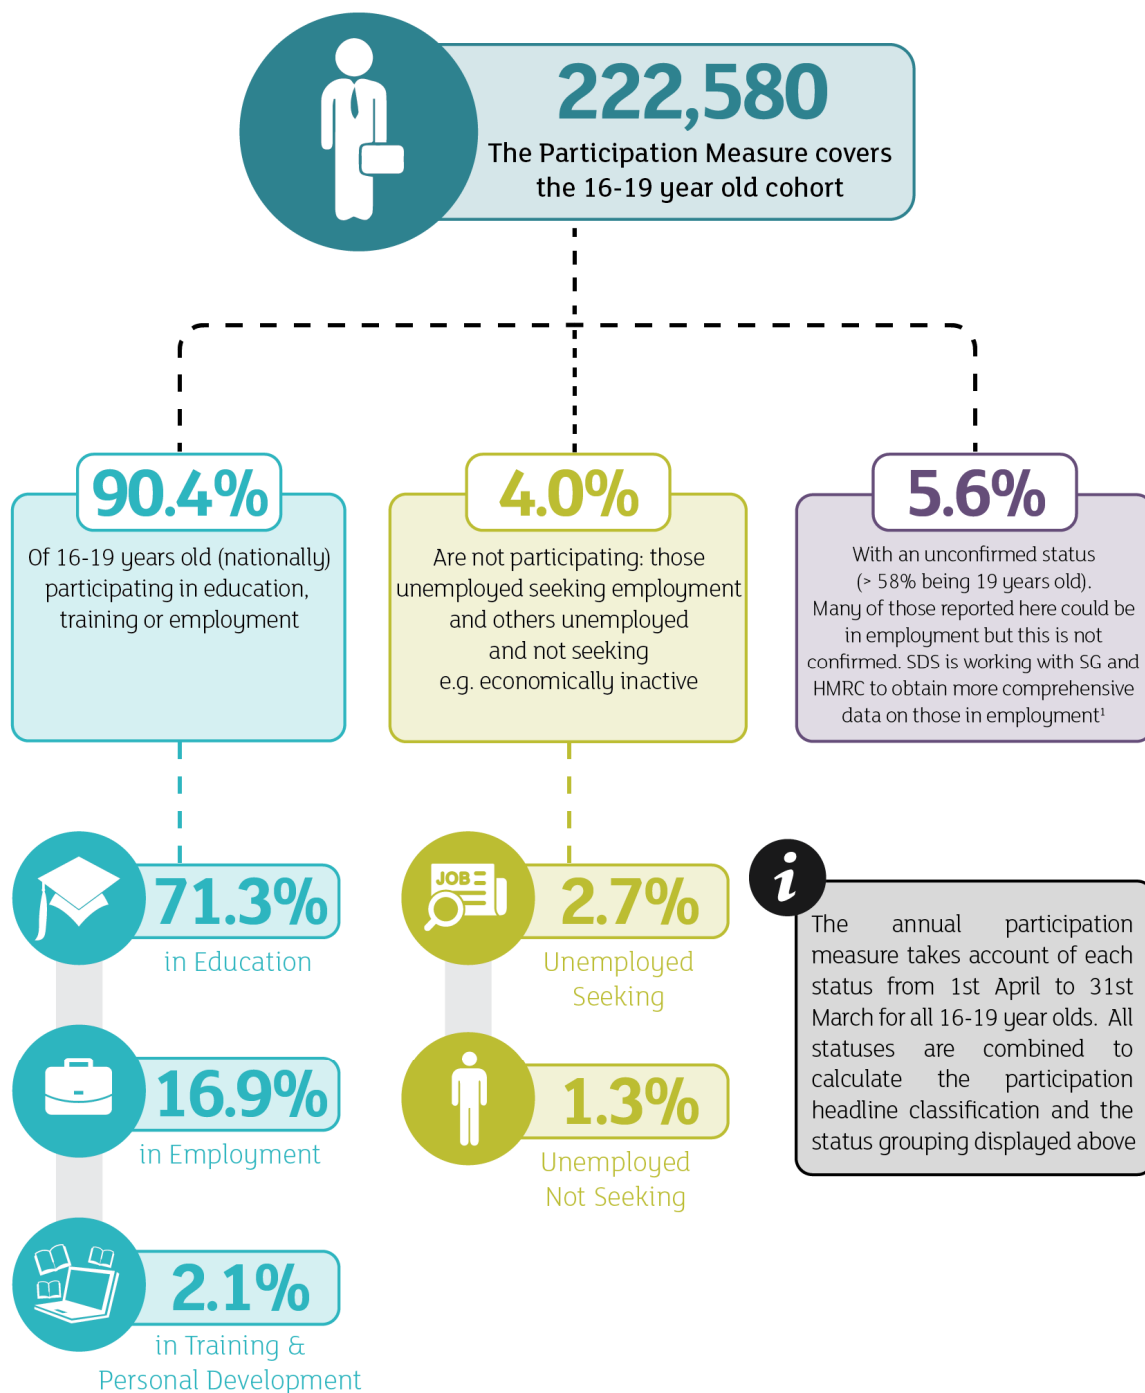 222,580
The Participation Measure covers
the 16-19 year old cohort
90.4%
Of 16-19 years old (nationally)
participating in education,
training or employment
4.0%
Are not participating: those
unemployed seeking employment
and others unemployed
and not seeking
e.g. economically inactive
5.6%
With an unconfirmed status
(> 58% being 19 years old).
Many of those reported here could be
in employment but this is not
confirmed. SDS is working with SG and
HMRC to obtain more comprehensive
data on those in employment¹
71.3%
in Education
16.9%
in Employment
2.1%
in Training &
Personal Development
JOB
2.7%
Unemployed
Seeking
1.3%
Unemployed
Not Seeking
i
The annual participation
measure takes account of each
status from 1st April to 31st
March for all 16-19 year olds. All
statuses are combined to
calculate the participation
headline classification and the
status grouping displayed above